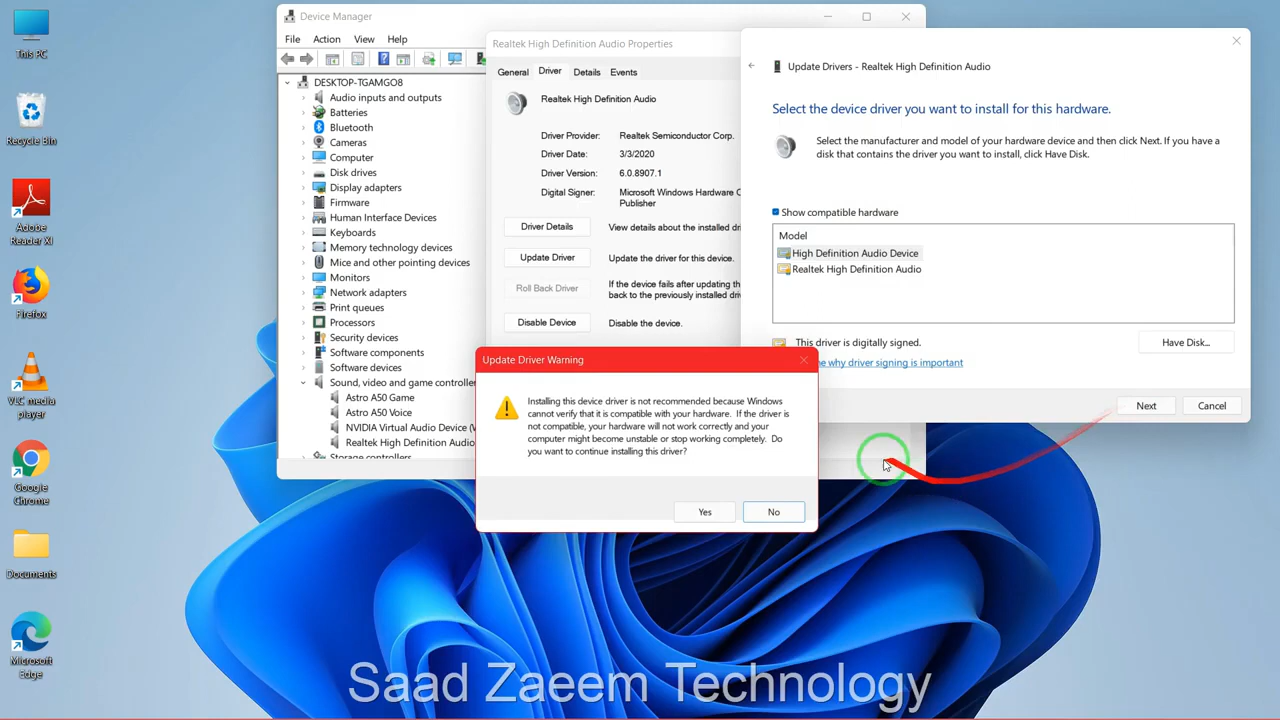 This PC
Recycle Bin
Adobe
Reader XI
Firefox
VLC media
player
Google
Chrome
Documents
Microsoft
Edge
Device Manager
File Action View Help
DESKTOP-TGAMGO8
Audio inputs and outputs
Batteries
Bluetooth
Cameras
Computer
Disk drives
Display adapters
Firmware
Human Interface Devices
Keyboards
Memory technology devices
Mice and other pointing devices
Monitors
Network adapters
Print queues
Processors
Security devices
Software components
Software devices
Sound, video and game controller
Astro A50 Game
Astro A50 Voice
NVIDIA Virtual Audio Device (
Realtek High Definition Audio
Storage controllers
Realtek High Definition Audio Properties
General Driver Details Events
Realtek High Definition Audio
Driver Provider: Realtek Semiconductor Corp.
Driver Date: 3/3/2020
Driver Version: 6.0.8907.1
Digital Signer: Microsoft Windows Hardware
Publisher
Driver Details View details about the installed
Update Driver Update the driver for this device.
Roll Back Driver If the device fails after updating the
back to the previously installed
Disable Device Disable the device.
Update Drivers - Realtek High Definition Audio
Select the device driver you want to install for this hardware.
Select the manufacturer and model of your hardware device and then click Next. If you have a
disk that contains the driver you want to install, click Have Disk.
Show compatible hardware
Model
High Definition Audio Device
Realtek High Definition Audio
This driver is digitally signed.
Have Disk...
why driver signing is important
Next Cancel
Update Driver Warning
Installing this device driver is not recommended because Windows
cannot verify that it is compatible with your hardware. If the driver is
not compatible, your hardware will not work correctly and your
computer might become unstable or stop working completely. Do
you want to continue installing this driver?
Yes No
Saad Zaeem Technology